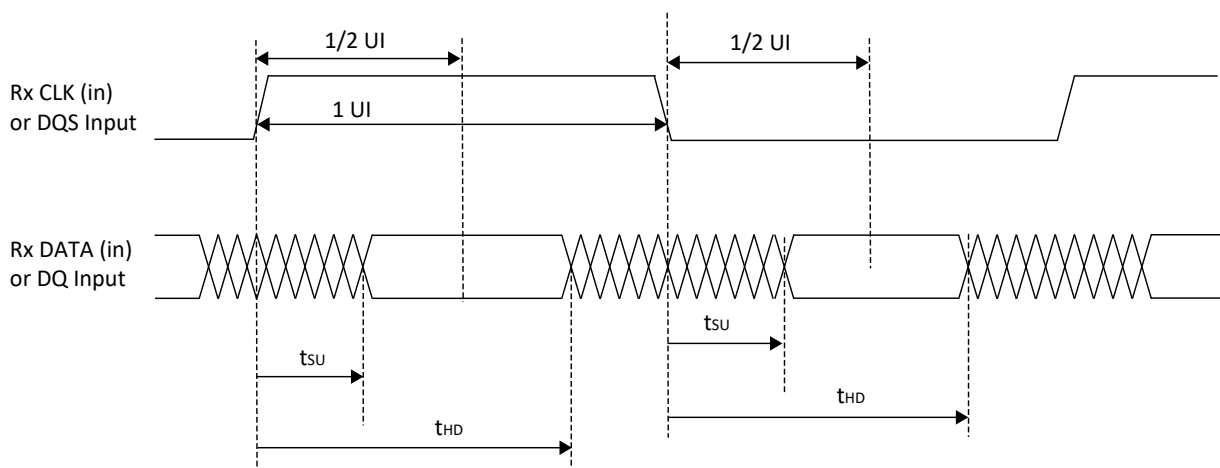 1/2 UI
1/2 UI
Rx CLK (in)
or DQS Input
1 UI
Rx DATA (in)
or DQ Input
tSU
tSU
tHD
tHD